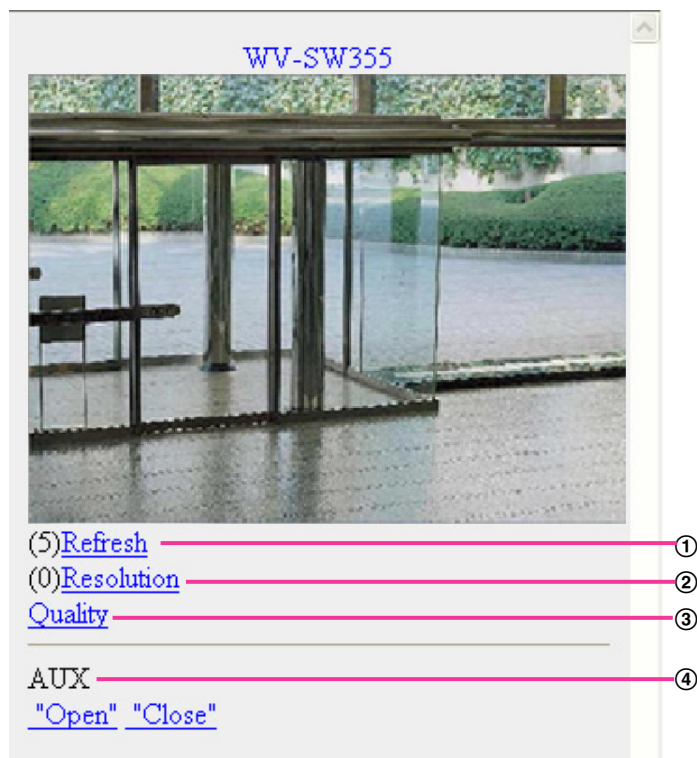 WV-SW355
(5)Refresh ①
(0)Resolution ②
Quality ③
AUX ④
"Open" "Close"